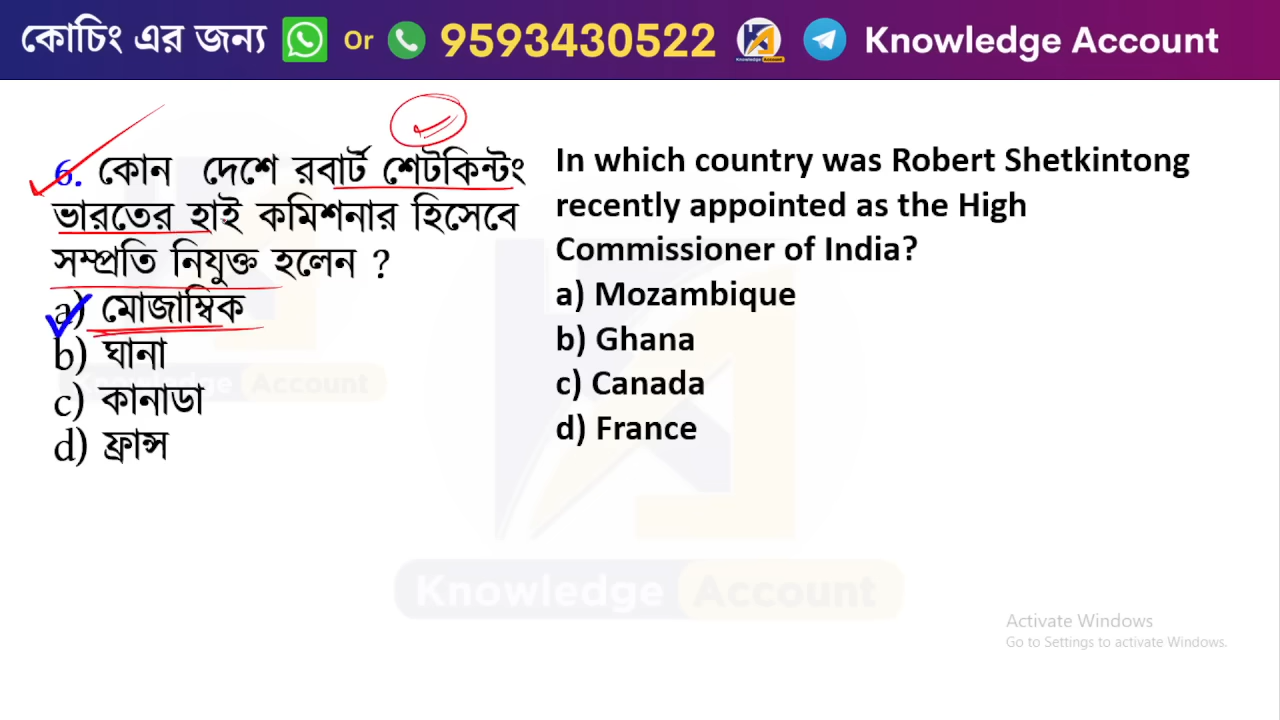 কোচিং এর জন্য Or 9593430522 Knowledge Account
6. কোন দেশে রবার্ট শেটকিন্টং
ভারতের হাই কমিশনার হিসেবে
সম্প্রতি নিযুক্ত হলেন ?
a) মোজাম্বিক
b) ঘানা
c) কানাডা
d) ফ্রান্স
In which country was Robert Shetkintong
recently appointed as the High
Commissioner of India?
a) Mozambique
b) Ghana
c) Canada
d) France
Knowledge Account
Knowledge Account
Activate Windows
Go to Settings to activate Windows.